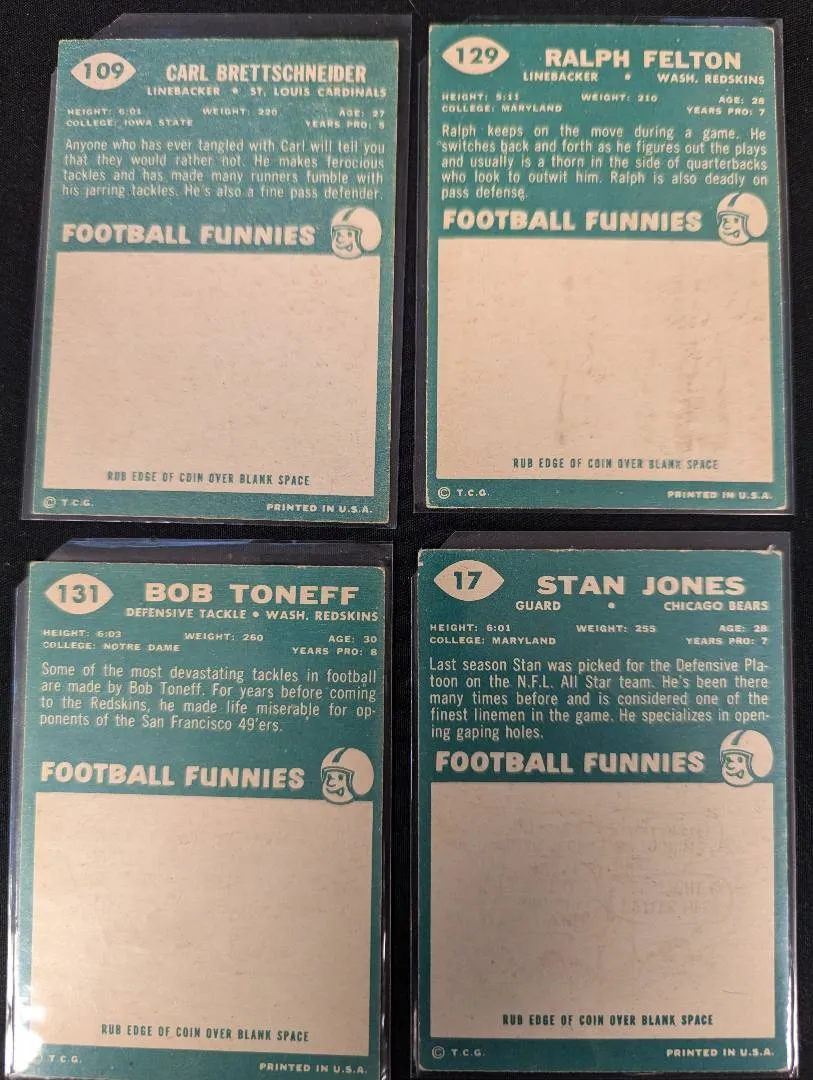 109
CARL BRETTSCHNEIDER
LINEBACKER • ST. LOUIS CARDINALS
HEIGHT: 6:01 WEIGHT: 220 AGE: 27
COLLEGE: IOWA STATE YEARS PRO: 5
Anyone who has ever tangled with Carl will tell you
that they would rather not. He makes ferocious
tackles and has made many runners fumble with
his jarring tackles. He's also a fine pass defender.
FOOTBALL FUNNIES
RUB EDGE OF COIN OVER BLANK SPACE
© T.C.G. PRINTED IN U.S.A.
129
RALPH FELTON
LINEBACKER • WASH. REDSKINS
HEIGHT: 5:11 WEIGHT: 210 AGE: 28
COLLEGE: MARYLAND YEARS PRO: 7
Ralph keeps on the move during a game. He
switches back and forth as he figures out the plays
and usually is a thorn in the side of quarterbacks
who look to outwit him. Ralph is also deadly on
pass defense.
FOOTBALL FUNNIES
RUB EDGE OF COIN OVER BLANK SPACE
© T.C.G. PRINTED IN U.S.A.
131
BOB TONEFF
DEFENSIVE TACKLE • WASH. REDSKINS
HEIGHT: 6:03 WEIGHT: 260 AGE: 30
COLLEGE: NOTRE DAME YEARS PRO: 8
Some of the most devastating tackles in football
are made by Bob Toneff. For years before coming
to the Redskins, he made life miserable for op-
ponents of the San Francisco 49'ers.
FOOTBALL FUNNIES
RUB EDGE OF COIN OVER BLANK SPACE
© T.C.G. PRINTED IN U.S.A.
17
STAN JONES
GUARD • CHICAGO BEARS
HEIGHT: 6:01 WEIGHT: 255 AGE: 28
COLLEGE: MARYLAND YEARS PRO: 7
Last season Stan was picked for the Defensive Pla-
toon on the N.F.L. All Star team. He's been there
many times before and is considered one of the
finest linemen in the game. He specializes in open-
ing gaping holes.
FOOTBALL FUNNIES
RUB EDGE OF COIN OVER BLANK SPACE
© T.C.G. PRINTED IN U.S.A.